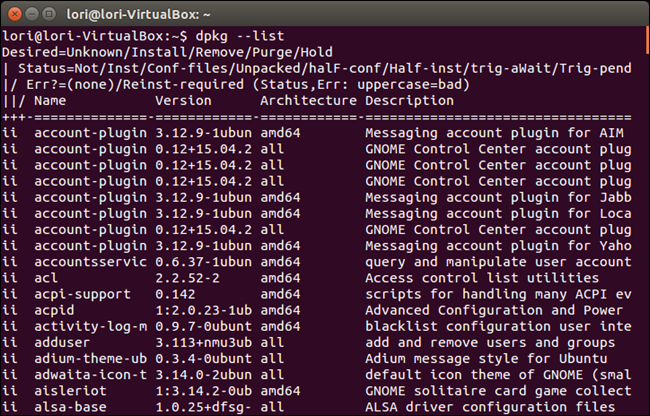 lori@lori-VirtualBox: ~
lori@lori-VirtualBox:~$ dpkg --list
Desired=Unknown/Install/Remove/Purge/Hold
| Status=Not/Inst/Conf-files/Unpacked/halF-conf/Half-inst/trig-aWait/Trig-pend
|/ Err?=(none)/Reinst-required (Status,Err: uppercase=bad)
||/ Name           Version      Architecture Description
+++-==============-============-============-=================================
ii  account-plugin 3.12.9-1ubun amd64        Messaging account plugin for AIM
ii  account-plugin 0.12+15.04.2 all          GNOME Control Center account plug
ii  account-plugin 0.12+15.04.2 all          GNOME Control Center account plug
ii  account-plugin 0.12+15.04.2 all          GNOME Control Center account plug
ii  account-plugin 3.12.9-1ubun amd64        Messaging account plugin for Jabb
ii  account-plugin 3.12.9-1ubun amd64        Messaging account plugin for Loca
ii  account-plugin 0.12+15.04.2 all          GNOME Control Center account plug
ii  account-plugin 3.12.9-1ubun amd64        Messaging account plugin for Yaho
ii  accountsservic 0.6.37-1ubun amd64        query and manipulate user account
ii  acl            2.2.52-2     amd64        Access control list utilities
ii  acpi-support   0.142        amd64        scripts for handling many ACPI ev
ii  acpid          1:2.0.23-1ub amd64        Advanced Configuration and Power
ii  activity-log-m 0.9.7-0ubunt amd64        blacklist configuration user inte
ii  adduser        3.113+nmu3ub all          add and remove users and groups
ii  adium-theme-ub 0.3.4-0ubunt all          Adium message style for Ubuntu
ii  adwaita-icon-t 3.14.0-2ubun all          default icon theme of GNOME (smal
ii  aisleriot      1:3.14.2-0ub amd64        GNOME solitaire card game collect
ii  alsa-base      1.0.25+dfsg- all          ALSA driver configuration files